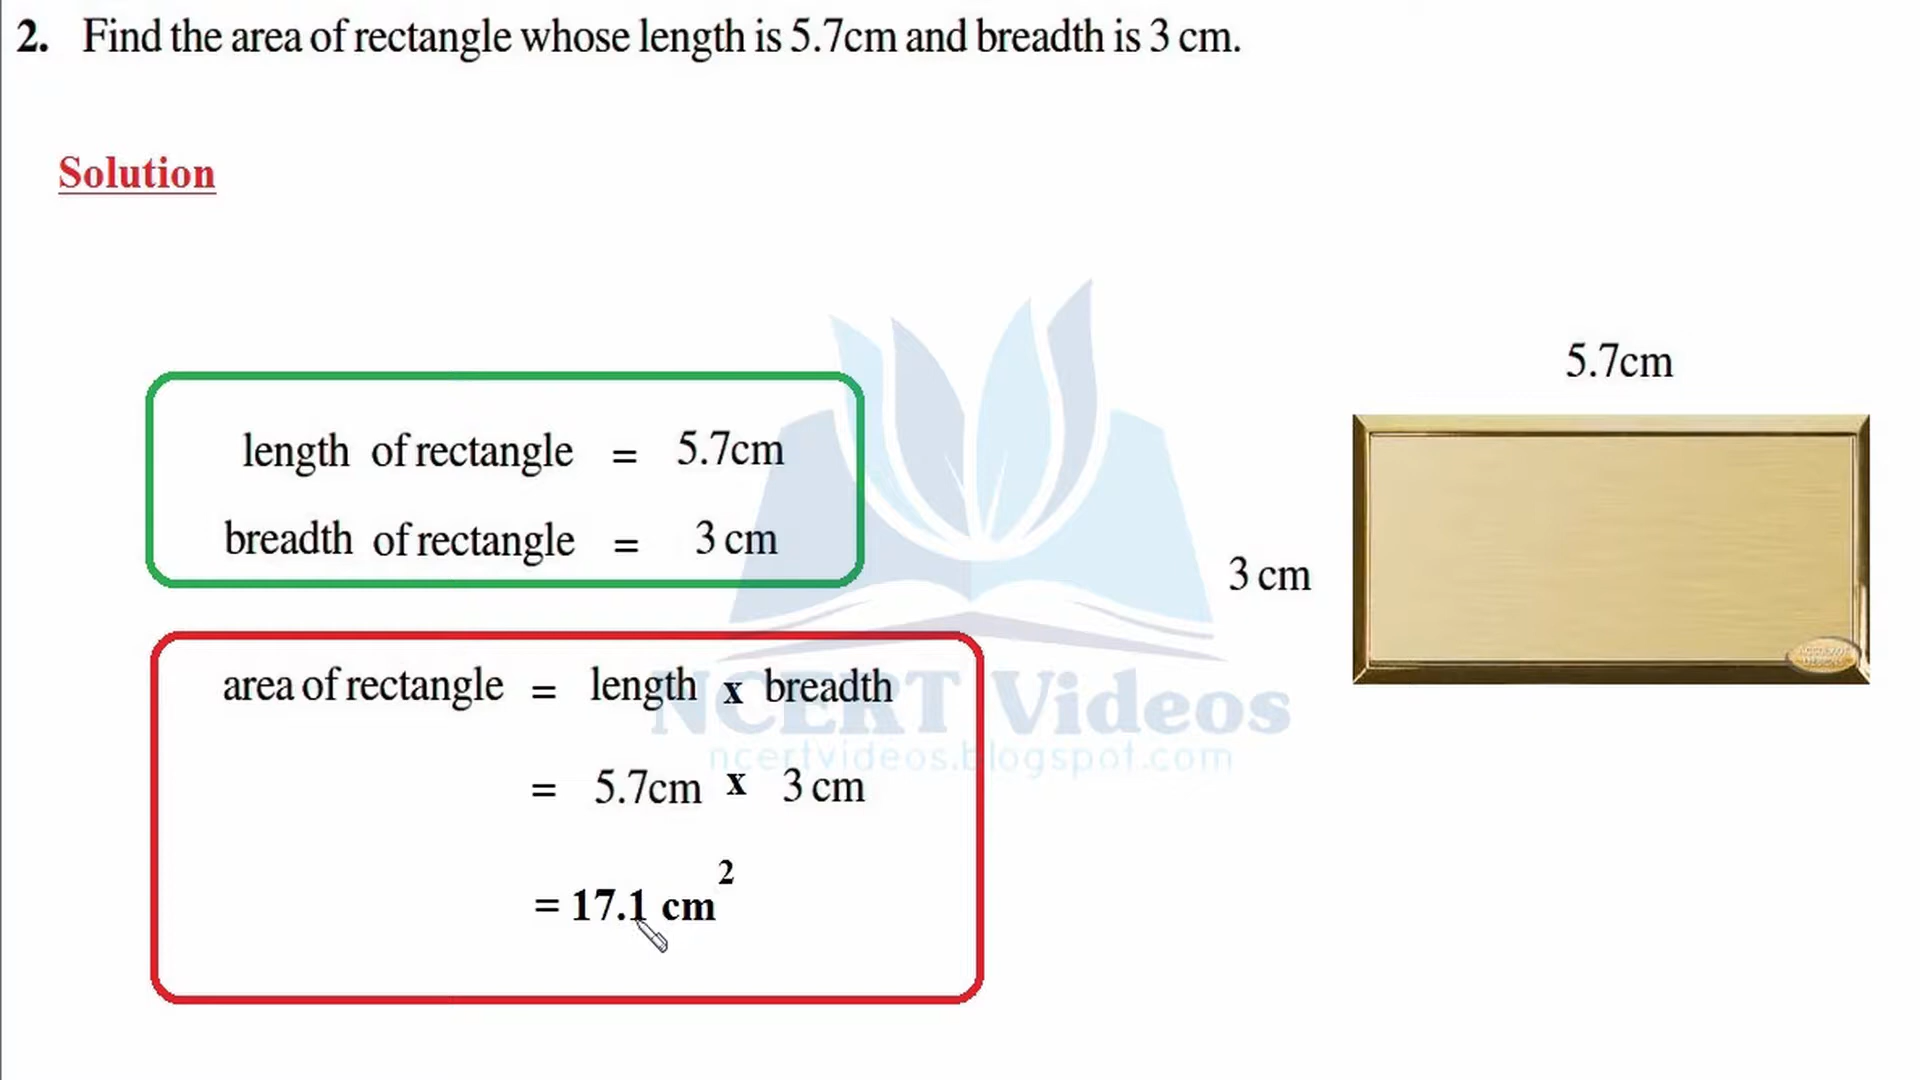 2. Find the area of rectangle whose length is 5.7cm and breadth is 3 cm.
Solution
5.7cm
length of rectangle = 5.7cm
breadth of rectangle = 3 cm
3 cm
area of rectangle = length x breadth
NCERT Videos
ncertvideos.blogspot.com
= 5.7cm x 3 cm
= 17.1 cm²